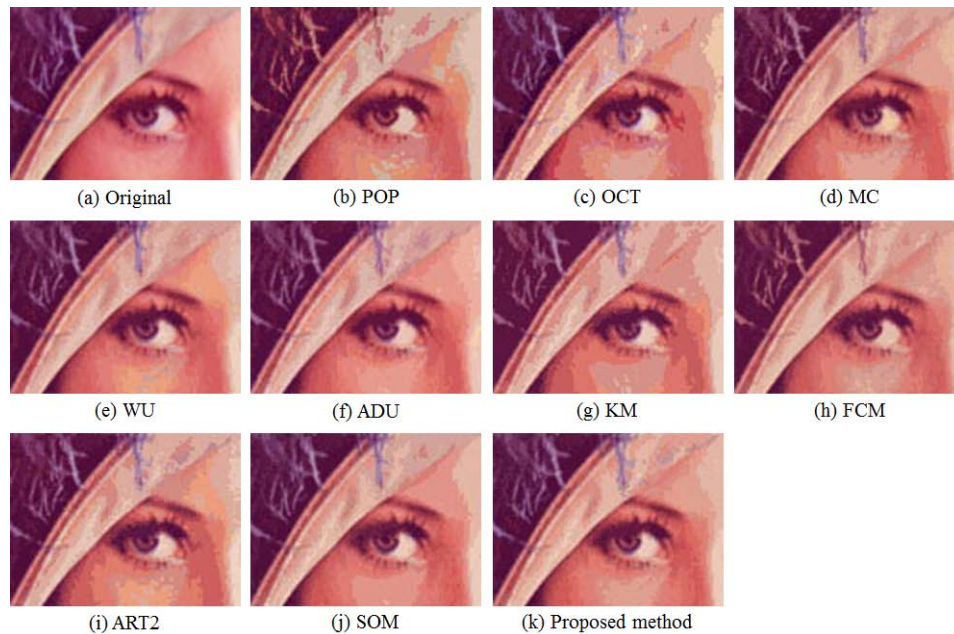 (a) Original
(b) POP
(c) OCT
(d) MC
(e) WU
(f) ADU
(g) KM
(h) FCM
(i) ART2
(j) SOM
(k) Proposed method